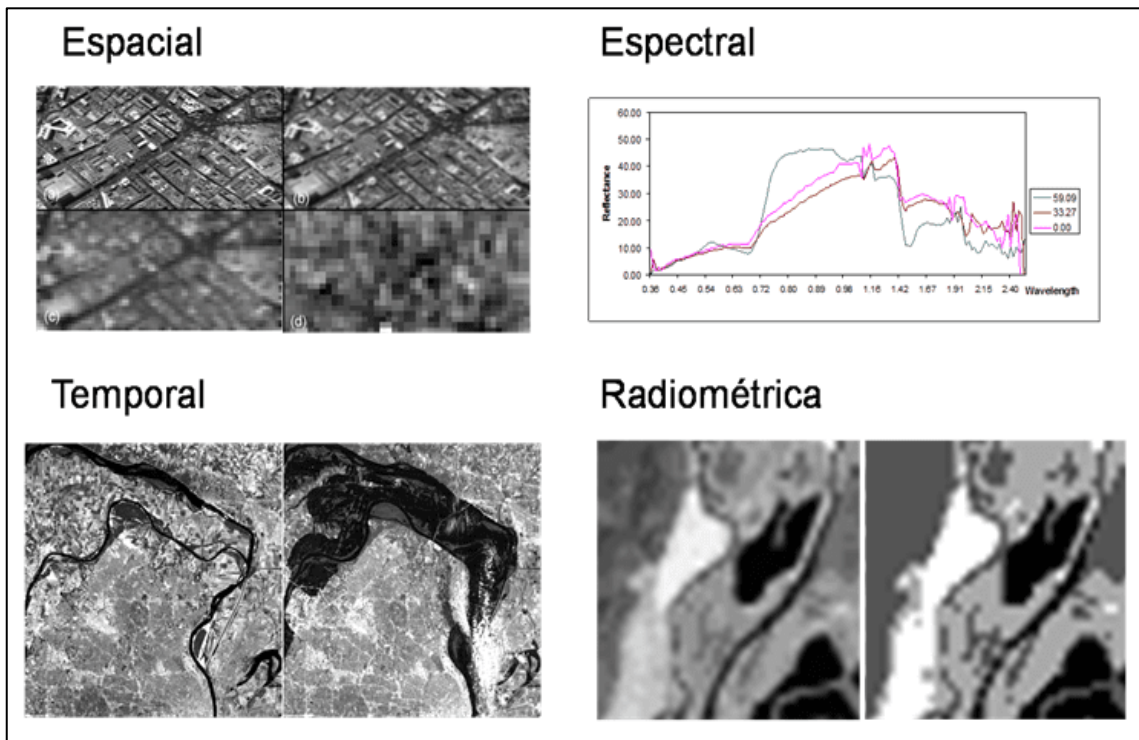 Espacial
Espectral
(a)
(b)
(c)
(d)
60.00
50.00
40.00
30.00
20.00
10.00
0.00
Reflectance
0.36 0.45 0.54 0.63 0.72 0.80 0.89 0.98 1.16 1.42 1.67 1.91 2.15 2.40 Wavelength
59.09
33.27
0.00
Temporal
Radiométrica